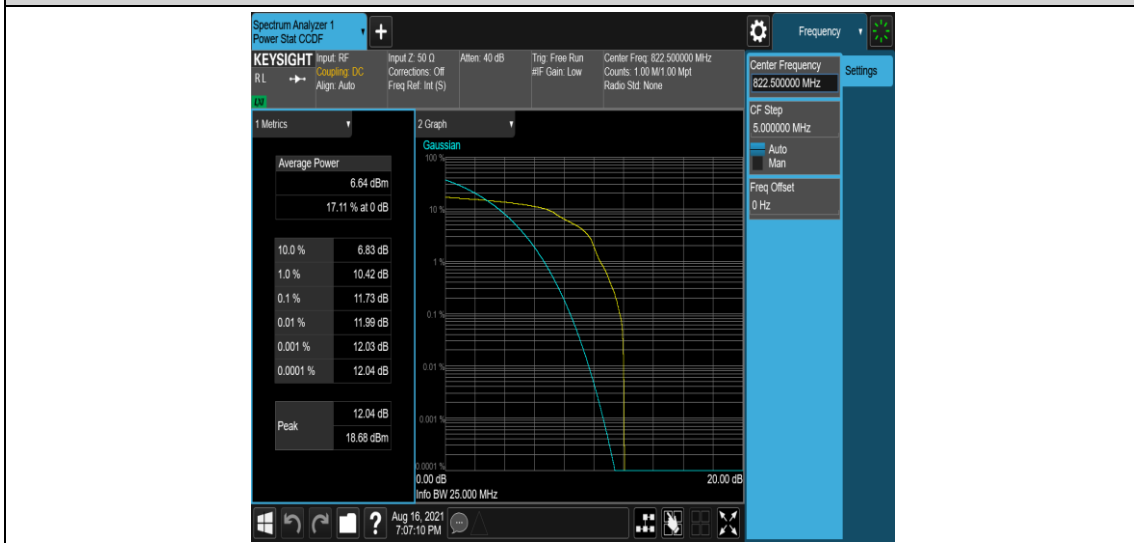 Spectrum Analyzer 1
Power Stat CCDF
Frequency
KEYSIGHT
RL
LXI
Input: RF
Coupling: DC
Align: Auto
Input Z: 50 Ω
Corrections: Off
Freq Ref: Int (S)
Atten: 40 dB
Trig: Free Run
#IF Gain: Low
Center Freq: 822.500000 MHz
Counts: 1.00 M/1.00 Mpt
Radio Std: None
Center Frequency
822.500000 MHz
Settings
CF Step
5.000000 MHz
Auto
Man
Freq Offset
0 Hz
1 Metrics
Average Power
6.64 dBm
17.11 % at 0 dB
10.0 % 6.83 dB
1.0 % 10.42 dB
0.1 % 11.73 dB
0.01 % 11.99 dB
0.001 % 12.03 dB
0.0001 % 12.04 dB
Peak
12.04 dB
18.68 dBm
2 Graph
Gaussian
100 %
10 %
1 %
0.1 %
0.01 %
0.001 %
0.0001 %
0.00 dB
20.00 dB
Info BW 25.000 MHz
?
Aug 16, 2021
7:07:10 PM